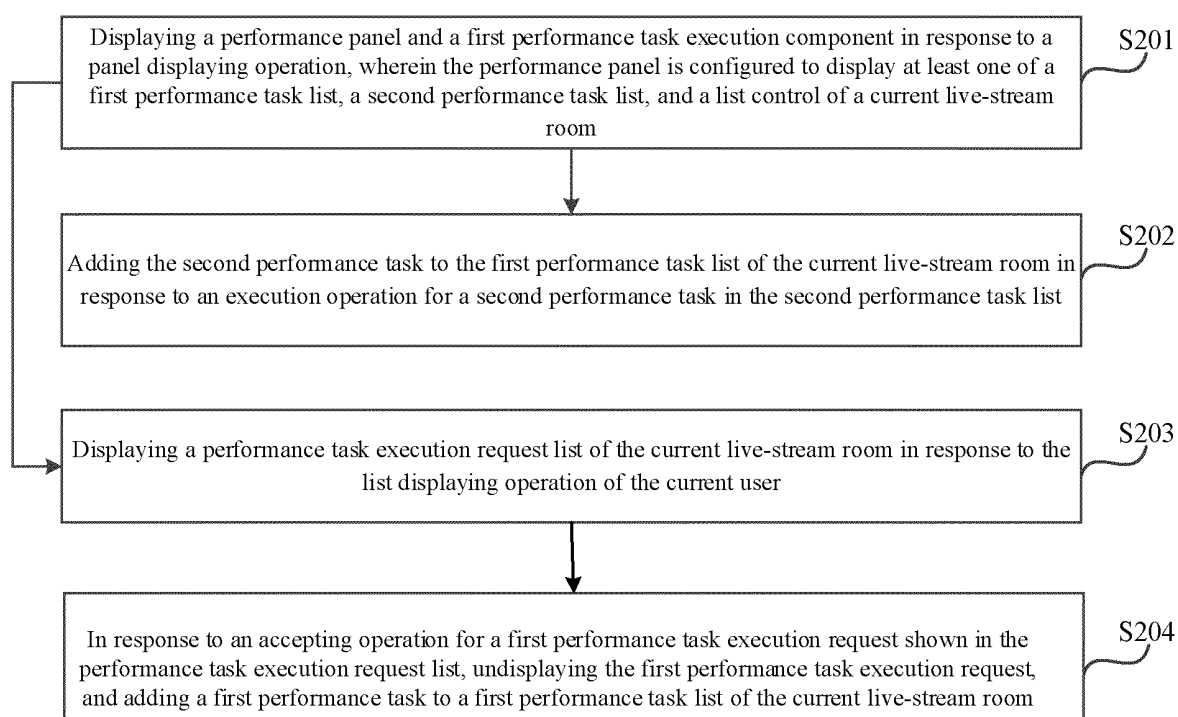 Displaying a performance panel and a first performance task execution component in response to a
panel displaying operation, wherein the performance panel is configured to display at least one of a
first performance task list, a second performance task list, and a list control of a current live-stream
room
S201
Adding the second performance task to the first performance task list of the current live-stream room in
response to an execution operation for a second performance task in the second performance task list
S202
Displaying a performance task execution request list of the current live-stream room in response to the
list displaying operation of the current user
S203
In response to an accepting operation for a first performance task execution request shown in the
performance task execution request list, undisplaying the first performance task execution request,
and adding a first performance task to a first performance task list of the current live-stream room
S204